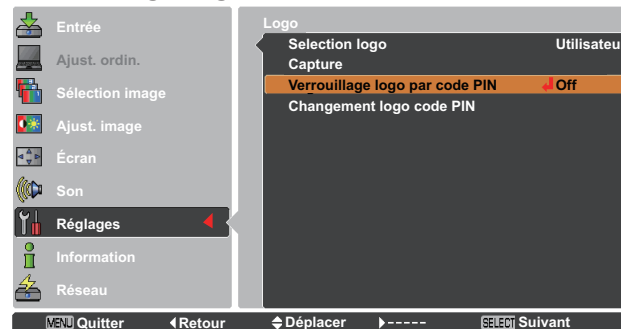 Entrée
Ajust. ordin.
Sélection image
Ajust. image
Écran
Son
Réglages
Information
Réseau
Logo
Selection logo Utilisateu
Capture
Verrouillage logo par code PIN Off
Changement logo code PIN
MENU Quitter Retour Déplacer ----- SELECT Suivant